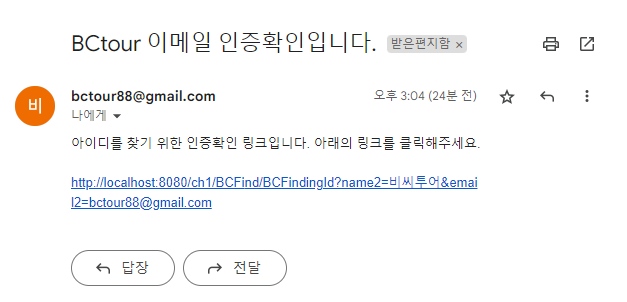 BCtour 이메일 인증확인입니다. 받은편지함 ×
비
bctour88@gmail.com 오후 3:04 (24분 전)
나에게
아이디를 찾기 위한 인증확인 링크입니다. 아래의 링크를 클릭해주세요.
http://localhost:8080/ch1/BCFind/BCFindingId?name2=비씨투어&emai
l2=bctour88@gmail.com
답장 전달